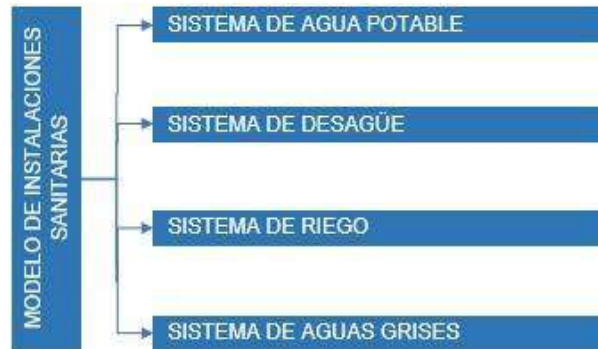 MODELO DE INSTALACIONES
SANITARIAS
SISTEMA DE AGUA POTABLE
SISTEMA DE DESAGÜE
SISTEMA DE RIEGO
SISTEMA DE AGUAS GRISES